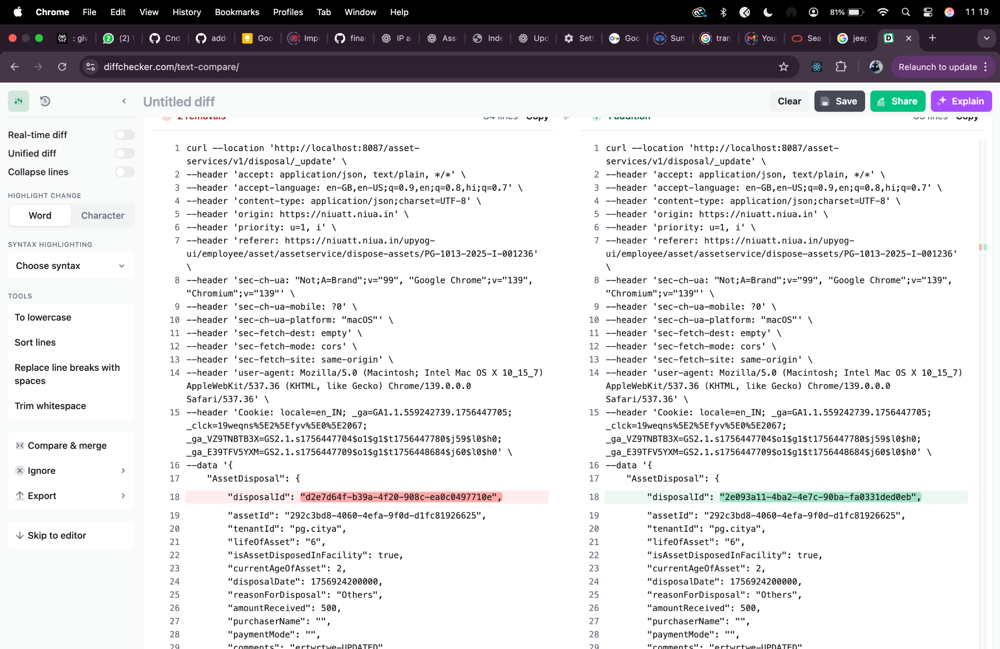 Chrome File Edit View History Bookmarks Profiles Tab Window Help 81% 11 19
: giv (2) Cnd add Goo Imp finar IP a Ass Inde Upd Sett Goo Sum tran You Sea jeep
diffchecker.com/text-compare/ Relaunch to update
Untitled diff Clear Save Share Explain
2 removals 84 lines Copy 1 addition 83 lines Copy
Real-time diff
Unified diff
Collapse lines
HIGHLIGHT CHANGE
Word Character
SYNTAX HIGHLIGHTING
Choose syntax
TOOLS
To lowercase
Sort lines
Replace line breaks with
spaces
Trim whitespace
Compare & merge
Ignore
Export
Skip to editor
1 curl --location 'http://localhost:8087/asset-
services/v1/disposal/_update' \
2 --header 'accept: application/json, text/plain, */*' \
3 --header 'accept-language: en-GB,en-US;q=0.9,en;q=0.8,hi;q=0.7' \
4 --header 'content-type: application/json;charset=UTF-8' \
5 --header 'origin: https://niuatt.niua.in' \
6 --header 'priority: u=1, i' \
7 --header 'referer: https://niuatt.niua.in/upyog-
ui/employee/asset/assetservice/dispose-assets/PG-1013-2025-I-001236'
\
8 --header 'sec-ch-ua: "Not;A=Brand";v="99", "Google Chrome";v="139",
"Chromium";v="139"' \
9 --header 'sec-ch-ua-mobile: ?0' \
10 --header 'sec-ch-ua-platform: "macOS"' \
11 --header 'sec-fetch-dest: empty' \
12 --header 'sec-fetch-mode: cors' \
13 --header 'sec-fetch-site: same-origin' \
14 --header 'user-agent: Mozilla/5.0 (Macintosh; Intel Mac OS X 10_15_7)
AppleWebKit/537.36 (KHTML, like Gecko) Chrome/139.0.0.0
Safari/537.36' \
15 --header 'Cookie: locale=en_IN; _ga=GA1.1.559242739.1756447705;
_clck=19weqns%5E2%5Efyv%5E0%5E2067;
_ga_VZ9TNBTB3X=GS2.1.s1756447704$o1$g1$t1756447780$j59$l0$h0;
_ga_E39TFV5YXM=GS2.1.s1756447709$o1$g1$t1756448684$j60$l0$h0' \
16 --data '{
17 "AssetDisposal": {
18 "disposalId": "d2e7d64f-b39a-4f20-908c-ea0c0497710e",
19 "assetId": "292c3bd8-4060-4efa-9f0d-d1fc81926625",
20 "tenantId": "pg.citya",
21 "lifeOfAsset": "6",
22 "isAssetDisposedInFacility": true,
23 "currentAgeOfAsset": 2,
24 "disposalDate": 1756924200000,
25 "reasonForDisposal": "Others",
26 "amountReceived": 500,
27 "purchaserName": "",
28 "paymentMode": "",
29 "comments": "ertwrtwe-UPDATED"
1 curl --location 'http://localhost:8087/asset-
services/v1/disposal/_update' \
2 --header 'accept: application/json, text/plain, */*' \
3 --header 'accept-language: en-GB,en-US;q=0.9,en;q=0.8,hi;q=0.7' \
4 --header 'content-type: application/json;charset=UTF-8' \
5 --header 'origin: https://niuatt.niua.in' \
6 --header 'priority: u=1, i' \
7 --header 'referer: https://niuatt.niua.in/upyog-
ui/employee/asset/assetservice/dispose-assets/PG-1013-2025-I-001236'
\
8 --header 'sec-ch-ua: "Not;A=Brand";v="99", "Google Chrome";v="139",
"Chromium";v="139"' \
9 --header 'sec-ch-ua-mobile: ?0' \
10 --header 'sec-ch-ua-platform: "macOS"' \
11 --header 'sec-fetch-dest: empty' \
12 --header 'sec-fetch-mode: cors' \
13 --header 'sec-fetch-site: same-origin' \
14 --header 'user-agent: Mozilla/5.0 (Macintosh; Intel Mac OS X 10_15_7)
AppleWebKit/537.36 (KHTML, like Gecko) Chrome/139.0.0.0
Safari/537.36' \
15 --header 'Cookie: locale=en_IN; _ga=GA1.1.559242739.1756447705;
_clck=19weqns%5E2%5Efyv%5E0%5E2067;
_ga_VZ9TNBTB3X=GS2.1.s1756447704$o1$g1$t1756447780$j59$l0$h0;
_ga_E39TFV5YXM=GS2.1.s1756447709$o1$g1$t1756448684$j60$l0$h0' \
16 --data '{
17 "AssetDisposal": {
18 "disposalId": "2e093a11-4ba2-4e7c-90ba-fa0331ded0eb",
19 "assetId": "292c3bd8-4060-4efa-9f0d-d1fc81926625",
20 "tenantId": "pg.citya",
21 "lifeOfAsset": "6",
22 "isAssetDisposedInFacility": true,
23 "currentAgeOfAsset": 2,
24 "disposalDate": 1756924200000,
25 "reasonForDisposal": "Others",
26 "amountReceived": 500,
27 "purchaserName": "",
28 "paymentMode": "",
29 "comments": "ertwrtwe-UPDATED"